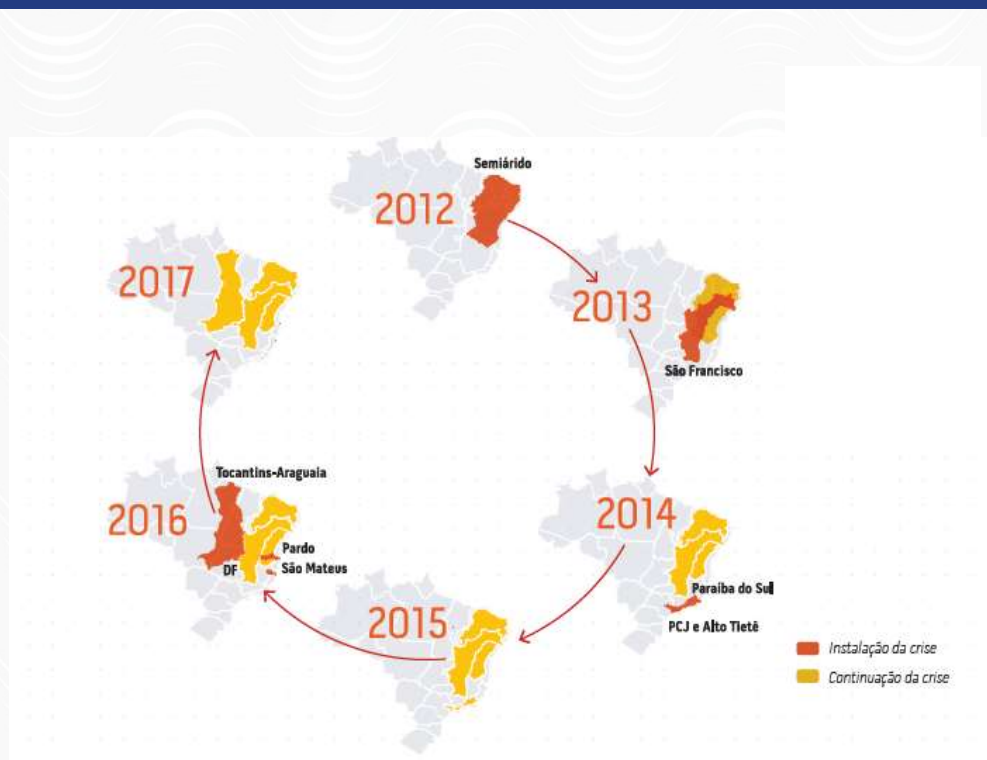 Semiárido
2012
2013
São Francisco
2014
Paraíba do Sul
PCJ e Alto Tietê
2015
2016
Tocantins-Araguaia
DF
Pardo
São Mateus
2017
Instalação da crise
Continuação da crise